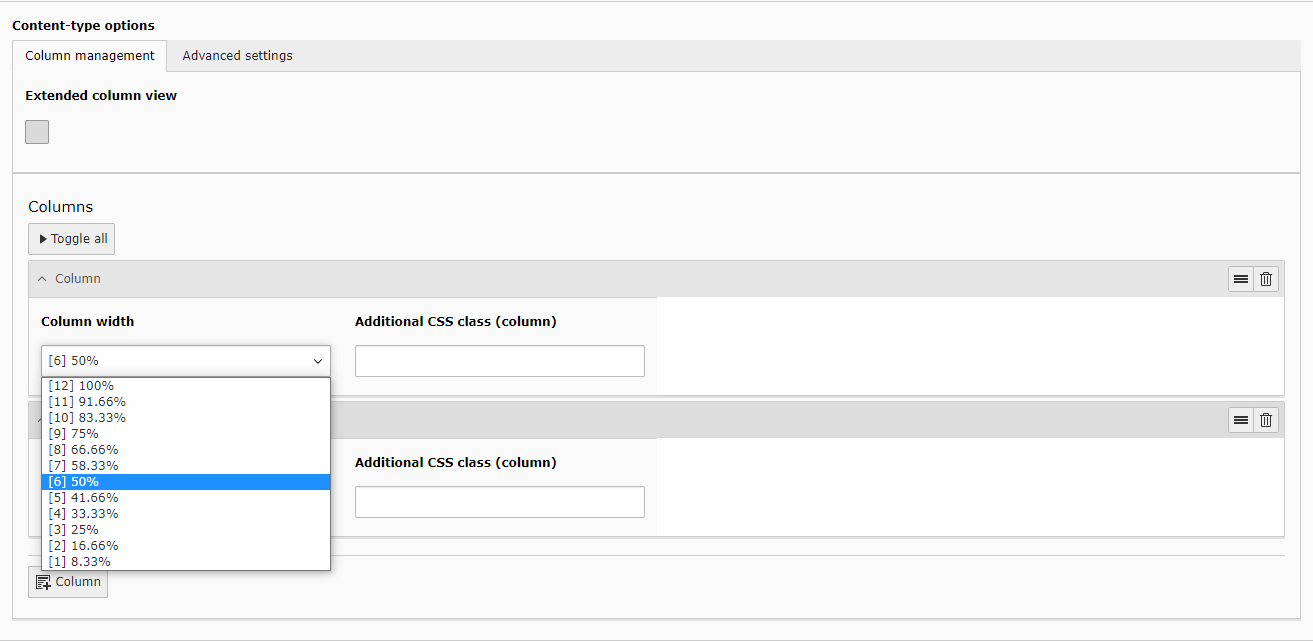 Content-type options
Column management Advanced settings
Extended column view
Columns
Toggle all
Column
Column width Additional CSS class (column)
[6] 50%
[12] 100%
[11] 91.66%
[10] 83.33%
[9] 75%
[8] 66.66%
[7] 58.33%
[6] 50%
[5] 41.66%
[4] 33.33%
[3] 25%
[2] 16.66%
[1] 8.33%
Additional CSS class (column)
Column